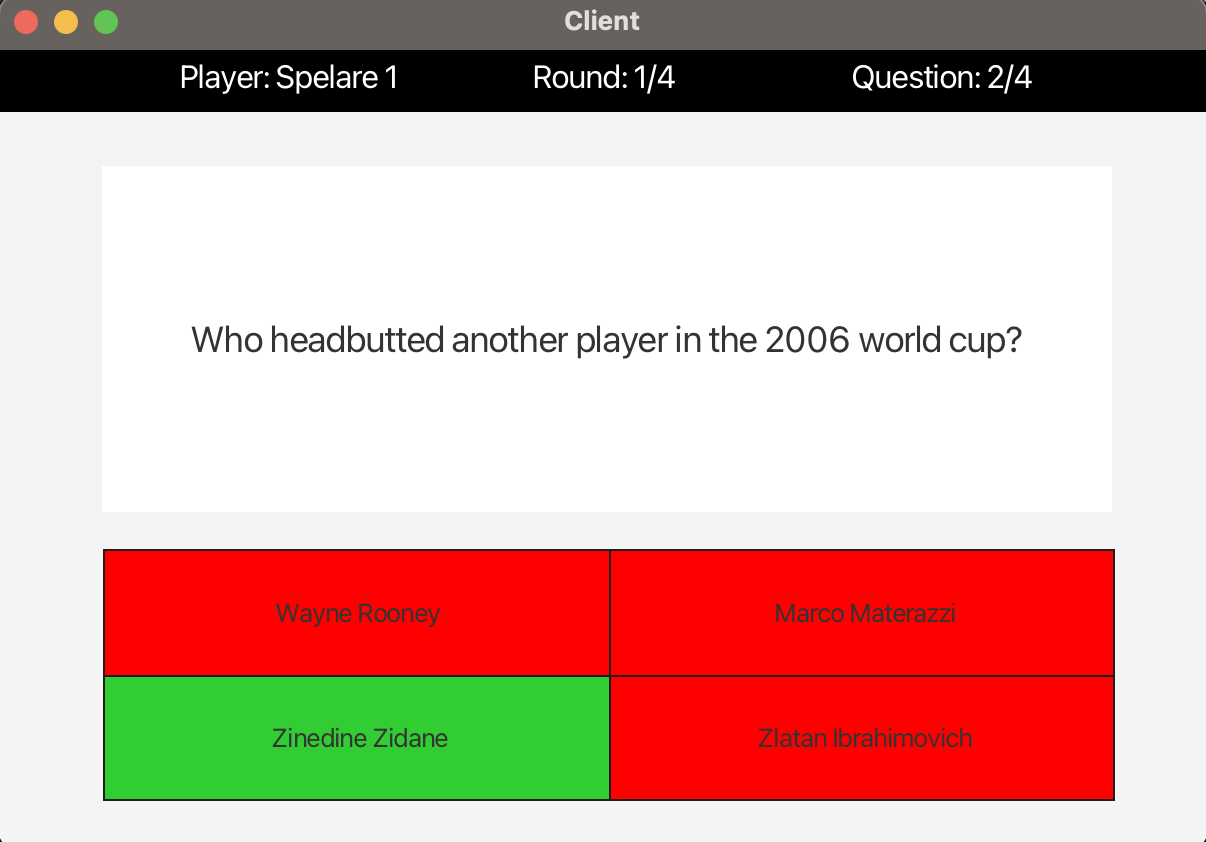 Client
Player: Spelare 1 Round: 1/4 Question: 2/4
Who headbutted another player in the 2006 world cup?
Wayne Rooney Marco Materazzi
Zinedine Zidane Zlatan Ibrahimovich